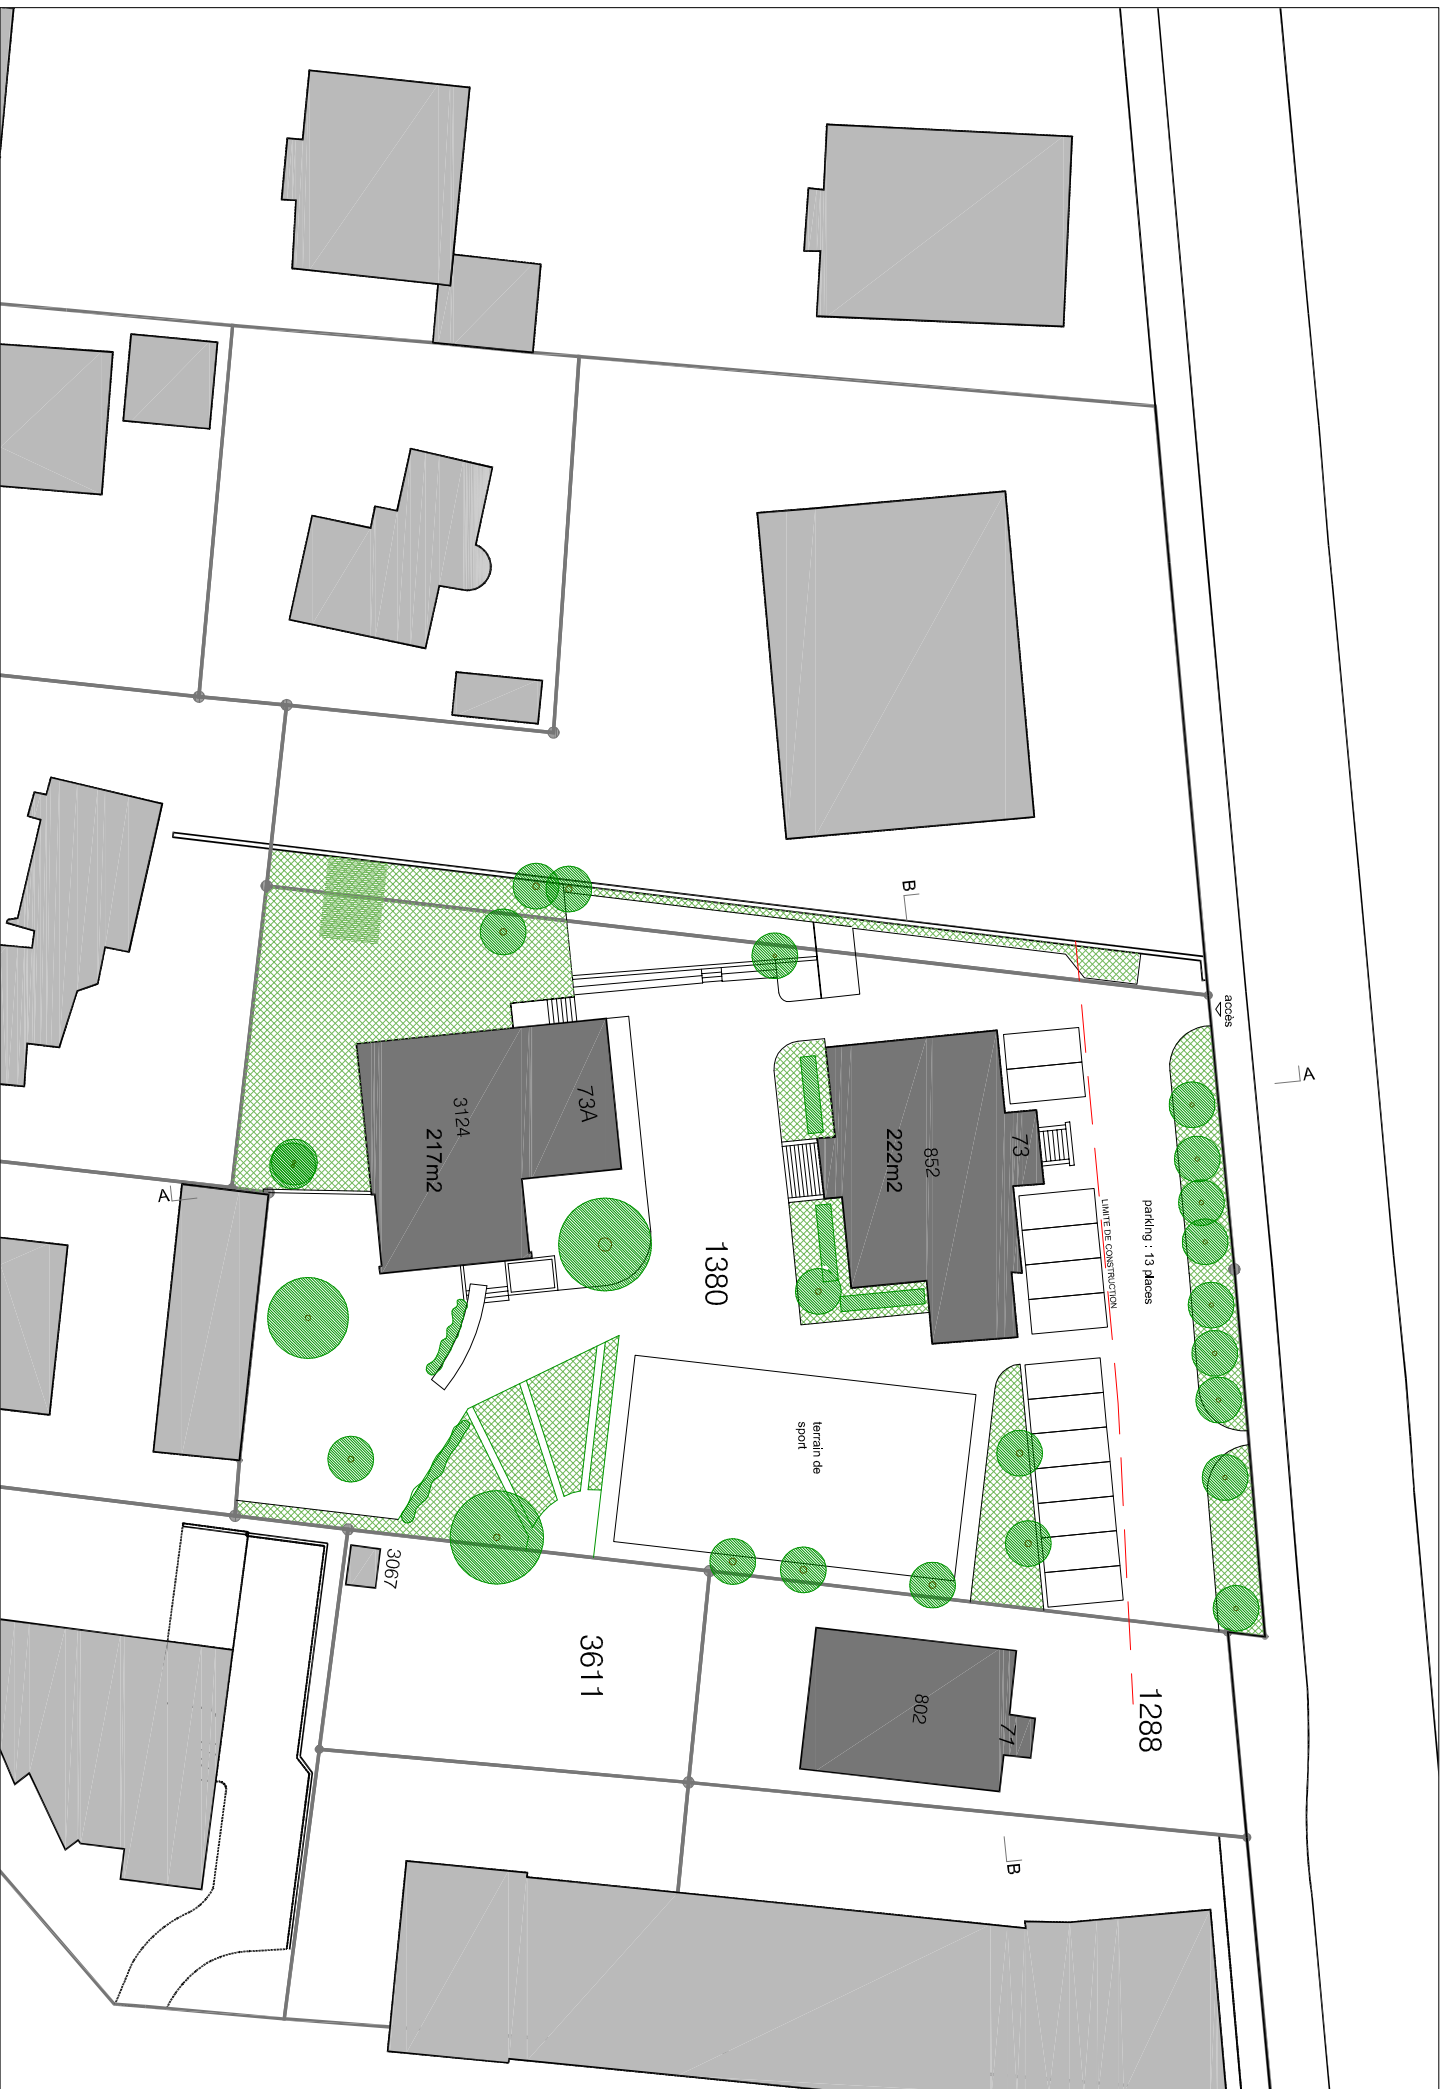 accès
A
parking : 13 places
LIMITE DE CONSTRUCTION
1288
B
73
852
222m2
71
802
B
terrain de
sport
1380
73A
3124
217m2
3611
3067
A